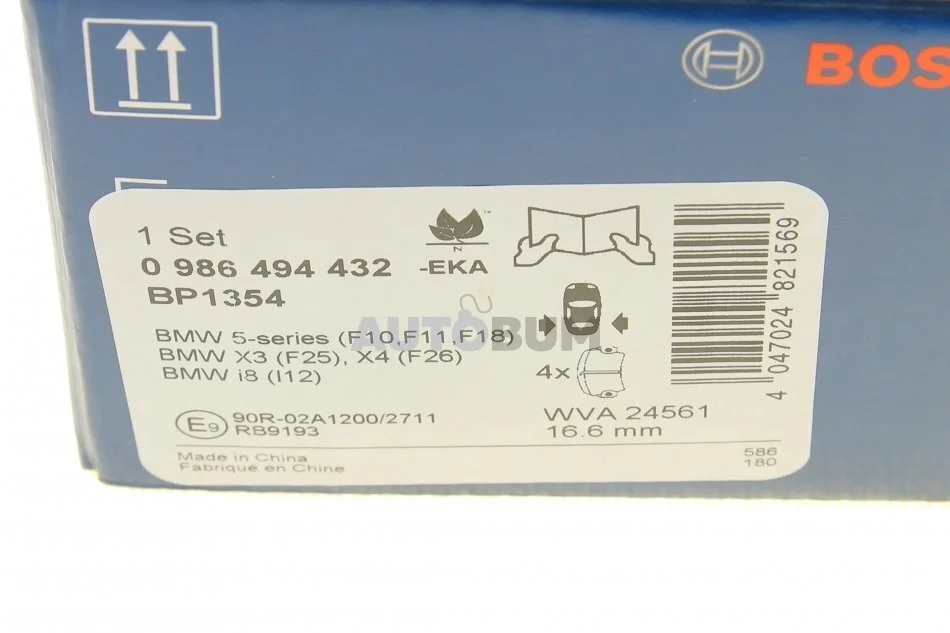 BOS
1 Set
0 986 494 432 -EKA
BP1354
BMW 5-series (F10,F11,F18)
BMW X3 (F25), X4 (F26)
BMW i8 (I12)
AUTOBUM
4x
4 047024 821569
WVA 24561
16.6 mm
E9 90R-02A1200/2711
RB9193
Made in China
Fabriqué en Chine
586
180